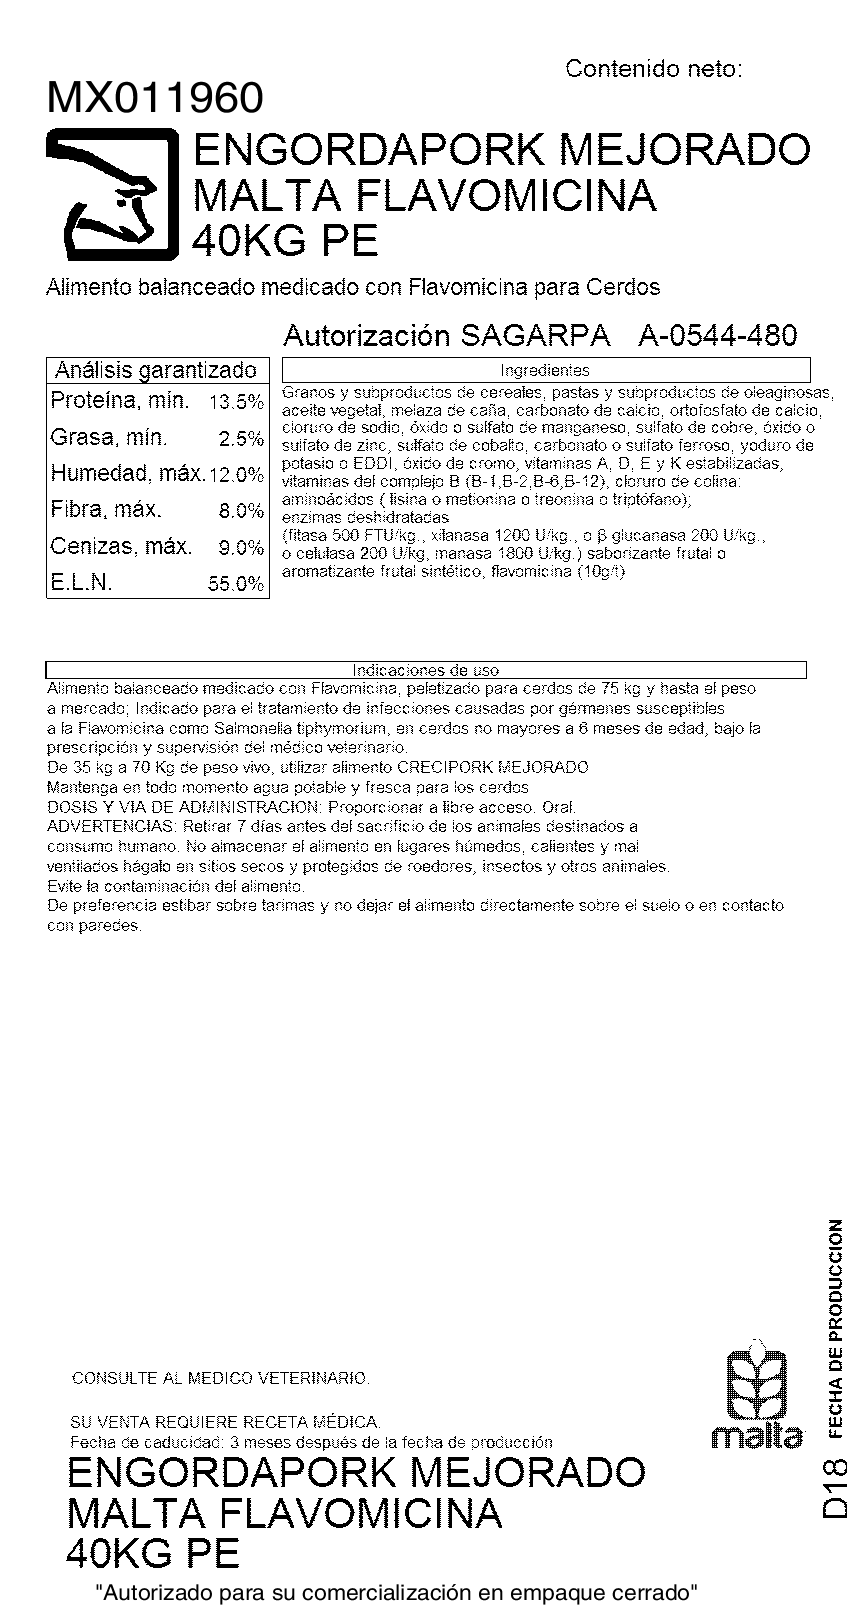 Contenido neto:
MX011960
ENGORDAPORK MEJORADO
MALTA FLAVOMICINA
40KG PE
Alimento balanceado medicado con Flavomicina para Cerdos
Autorización SAGARPA A-0544-480
Análisis garantizado
Proteína, mín. 13.5%
Grasa, mín. 2.5%
Humedad, máx. 12.0%
Fibra, máx. 8.0%
Cenizas, máx. 9.0%
E.L.N. 55.0%
Ingredientes
Granos y subproductos de cereales, pastas y subproductos de oleaginosas,
aceite vegetal, melaza de caña, carbonato de calcio, ortofosfato de calcio,
cloruro de sodio, óxido o sulfato de manganeso, sulfato de cobre, óxido o
sulfato de zinc, sulfato de cobalto, carbonato o sulfato ferroso, yoduro de
potasio o EDDI, óxido de cromo, vitaminas A, D, E y K estabilizadas,
vitaminas del complejo B (B-1,B-2,B-6,B-12), cloruro de colina:
aminoácidos ( lisina o metionina o treonina o triptófano);
enzimas deshidratadas
(fitasa 500 FTU/kg., xilanasa 1200 U/kg., o β glucanasa 200 U/kg.,
o celulasa 200 U/kg, manasa 1800 U/kg.) saborizante frutal o
aromatizante frutal sintético, flavomicina (10g/t)
Indicaciones de uso
Alimento balanceado medicado con Flavomicina, peletizado para cerdos de 75 kg y hasta el peso
a mercado; Indicado para el tratamiento de infecciones causadas por gérmenes susceptibles
a la Flavomicina como Salmonella tiphymorium, en cerdos no mayores a 6 meses de edad, bajo la
prescripción y supervisión del médico veterinario.
De 35 kg a 70 Kg de peso vivo, utilizar alimento CRECIPORK MEJORADO
Mantenga en todo momento agua potable y fresca para los cerdos
DOSIS Y VIA DE ADMINISTRACION: Proporcionar a libre acceso. Oral.
ADVERTENCIAS: Retirar 7 días antes del sacrificio de los animales destinados a
consumo humano. No almacenar el alimento en lugares húmedos, calientes y mal
ventilados hágalo en sitios secos y protegidos de roedores, insectos y otros animales.
Evite la contaminación del alimento.
De preferencia estibar sobre tarimas y no dejar el alimento directamente sobre el suelo o en contacto
con paredes.
FECHA DE PRODUCCION
D18
malta
CONSULTE AL MEDICO VETERINARIO.
SU VENTA REQUIERE RECETA MÉDICA.
Fecha de caducidad: 3 meses después de la fecha de producción
ENGORDAPORK MEJORADO
MALTA FLAVOMICINA
40KG PE
"Autorizado para su comercialización en empaque cerrado"